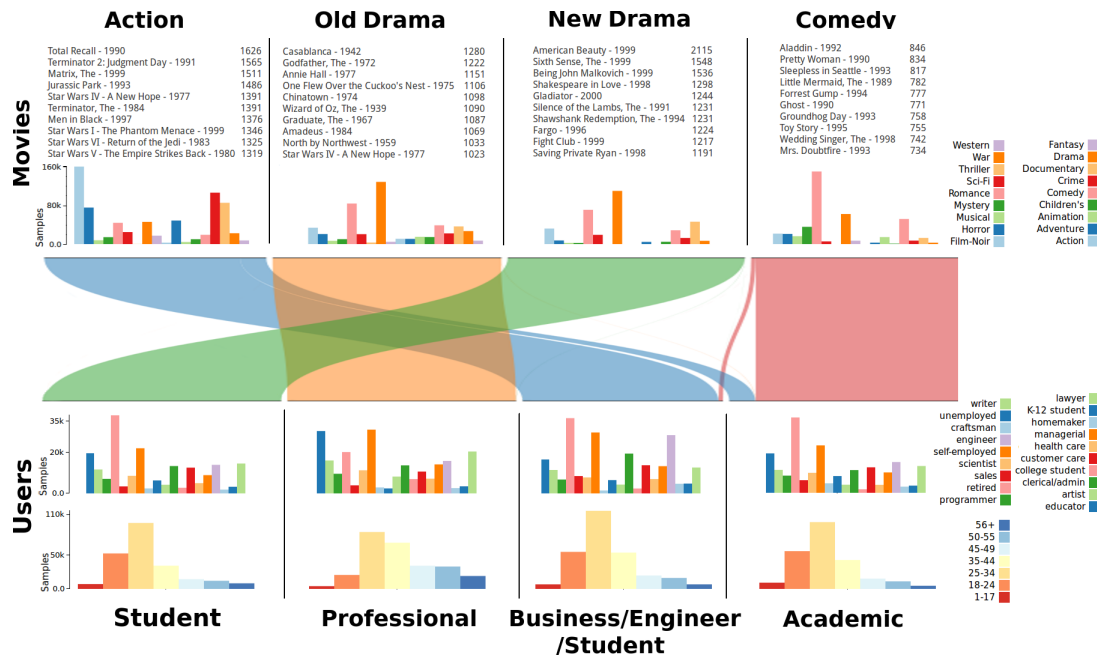 Action
Old Drama
New Drama
Comedy
Movies
Total Recall - 1990 1626
Terminator 2: Judgment Day - 1991 1565
Matrix, The - 1999 1511
Jurassic Park - 1993 1486
Star Wars IV - A New Hope - 1977 1391
Terminator, The - 1984 1391
Men in Black - 1997 1376
Star Wars I - The Phantom Menace - 1999 1346
Star Wars VI - Return of the Jedi - 1983 1325
Star Wars V - The Empire Strikes Back - 1980 1319
Casablanca - 1942 1280
Godfather, The - 1972 1222
Annie Hall - 1977 1151
One Flew Over the Cuckoo's Nest - 1975 1106
Chinatown - 1974 1098
Wizard of Oz, The - 1939 1090
Graduate, The - 1967 1087
Amadeus - 1984 1069
North by Northwest - 1959 1033
Star Wars IV - A New Hope - 1977 1023
American Beauty - 1999 2115
Sixth Sense, The - 1999 1548
Being John Malkovich - 1999 1536
Shakespeare in Love - 1998 1298
Gladiator - 2000 1244
Silence of the Lambs, The - 1991 1231
Shawshank Redemption, The - 1994 1231
Fargo - 1996 1224
Fight Club - 1999 1217
Saving Private Ryan - 1998 1191
Aladdin - 1992 846
Pretty Woman - 1990 834
Sleepless in Seattle - 1993 817
Little Mermaid, The - 1989 782
Forrest Gump - 1994 777
Ghost - 1990 771
Groundhog Day - 1993 758
Toy Story - 1995 755
Wedding Singer, The - 1998 742
Mrs. Doubtfire - 1993 734
160k
80k
0.0
Samples
Western
War
Thriller
Sci-Fi
Romance
Mystery
Musical
Horror
Film-Noir
Fantasy
Drama
Documentary
Crime
Comedy
Children's
Animation
Adventure
Action
Users
35k
20k
0.0
Samples
110k
50k
0.0
Samples
writer
unemployed
craftsman
engineer
self-employed
scientist
sales
retired
programmer
lawyer
K-12 student
homemaker
managerial
health care
customer care
college student
clerical/admin
artist
educator
56+
50-55
45-49
35-44
25-34
18-24
1-17
Student
Professional
Business/Engineer
/Student
Academic